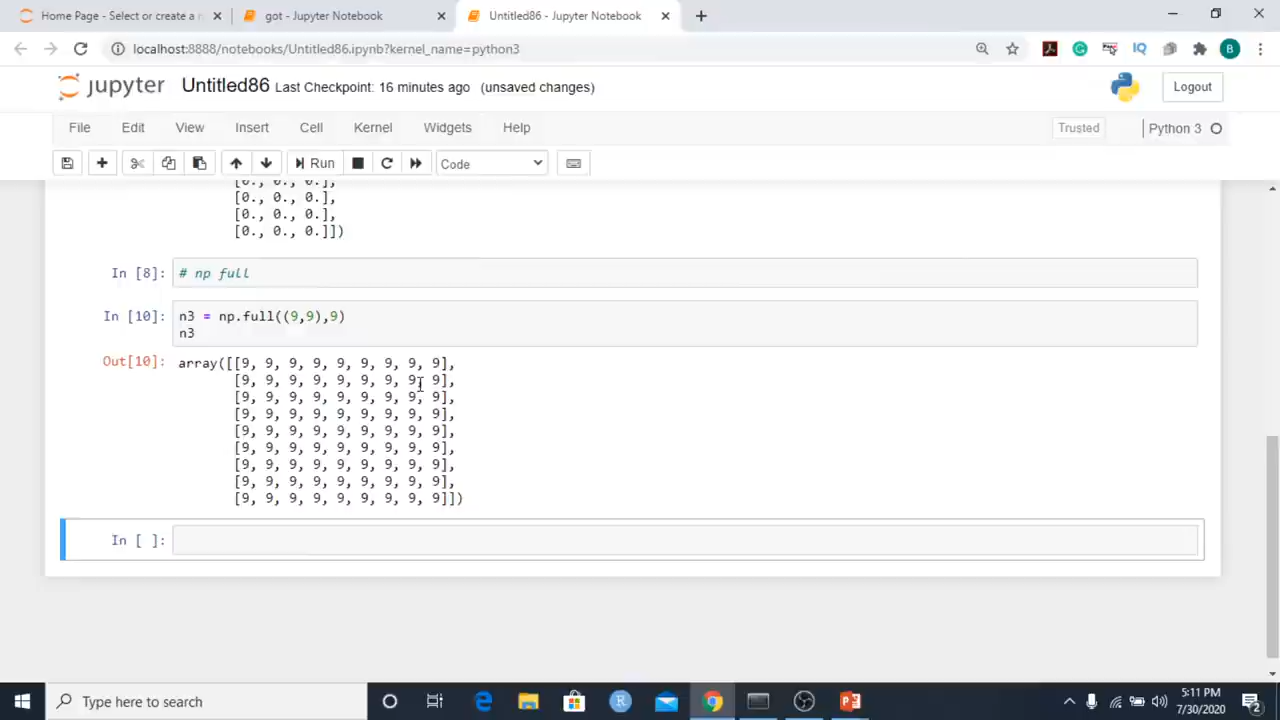 Home Page - Select or create a n
got - Jupyter Notebook
Untitled86 - Jupyter Notebook
localhost:8888/notebooks/Untitled86.ipynb?kernel_name=python3
IQ
B
jupyter Untitled86 Last Checkpoint: 16 minutes ago (unsaved changes)
Logout
File Edit View Insert Cell Kernel Widgets Help
Trusted
Python 3
Run
Code
[0., 0., 0.],
[0., 0., 0.],
[0., 0., 0.],
[0., 0., 0.]])
In [8]: # np full
In [10]: n3 = np.full((9,9),9)
n3
Out[10]: array([[9, 9, 9, 9, 9, 9, 9, 9, 9],
[9, 9, 9, 9, 9, 9, 9, 9, 9],
[9, 9, 9, 9, 9, 9, 9, 9, 9],
[9, 9, 9, 9, 9, 9, 9, 9, 9],
[9, 9, 9, 9, 9, 9, 9, 9, 9],
[9, 9, 9, 9, 9, 9, 9, 9, 9],
[9, 9, 9, 9, 9, 9, 9, 9, 9],
[9, 9, 9, 9, 9, 9, 9, 9, 9],
[9, 9, 9, 9, 9, 9, 9, 9, 9]])
In [ ]:
Type here to search
R
5:11 PM
7/30/2020
2